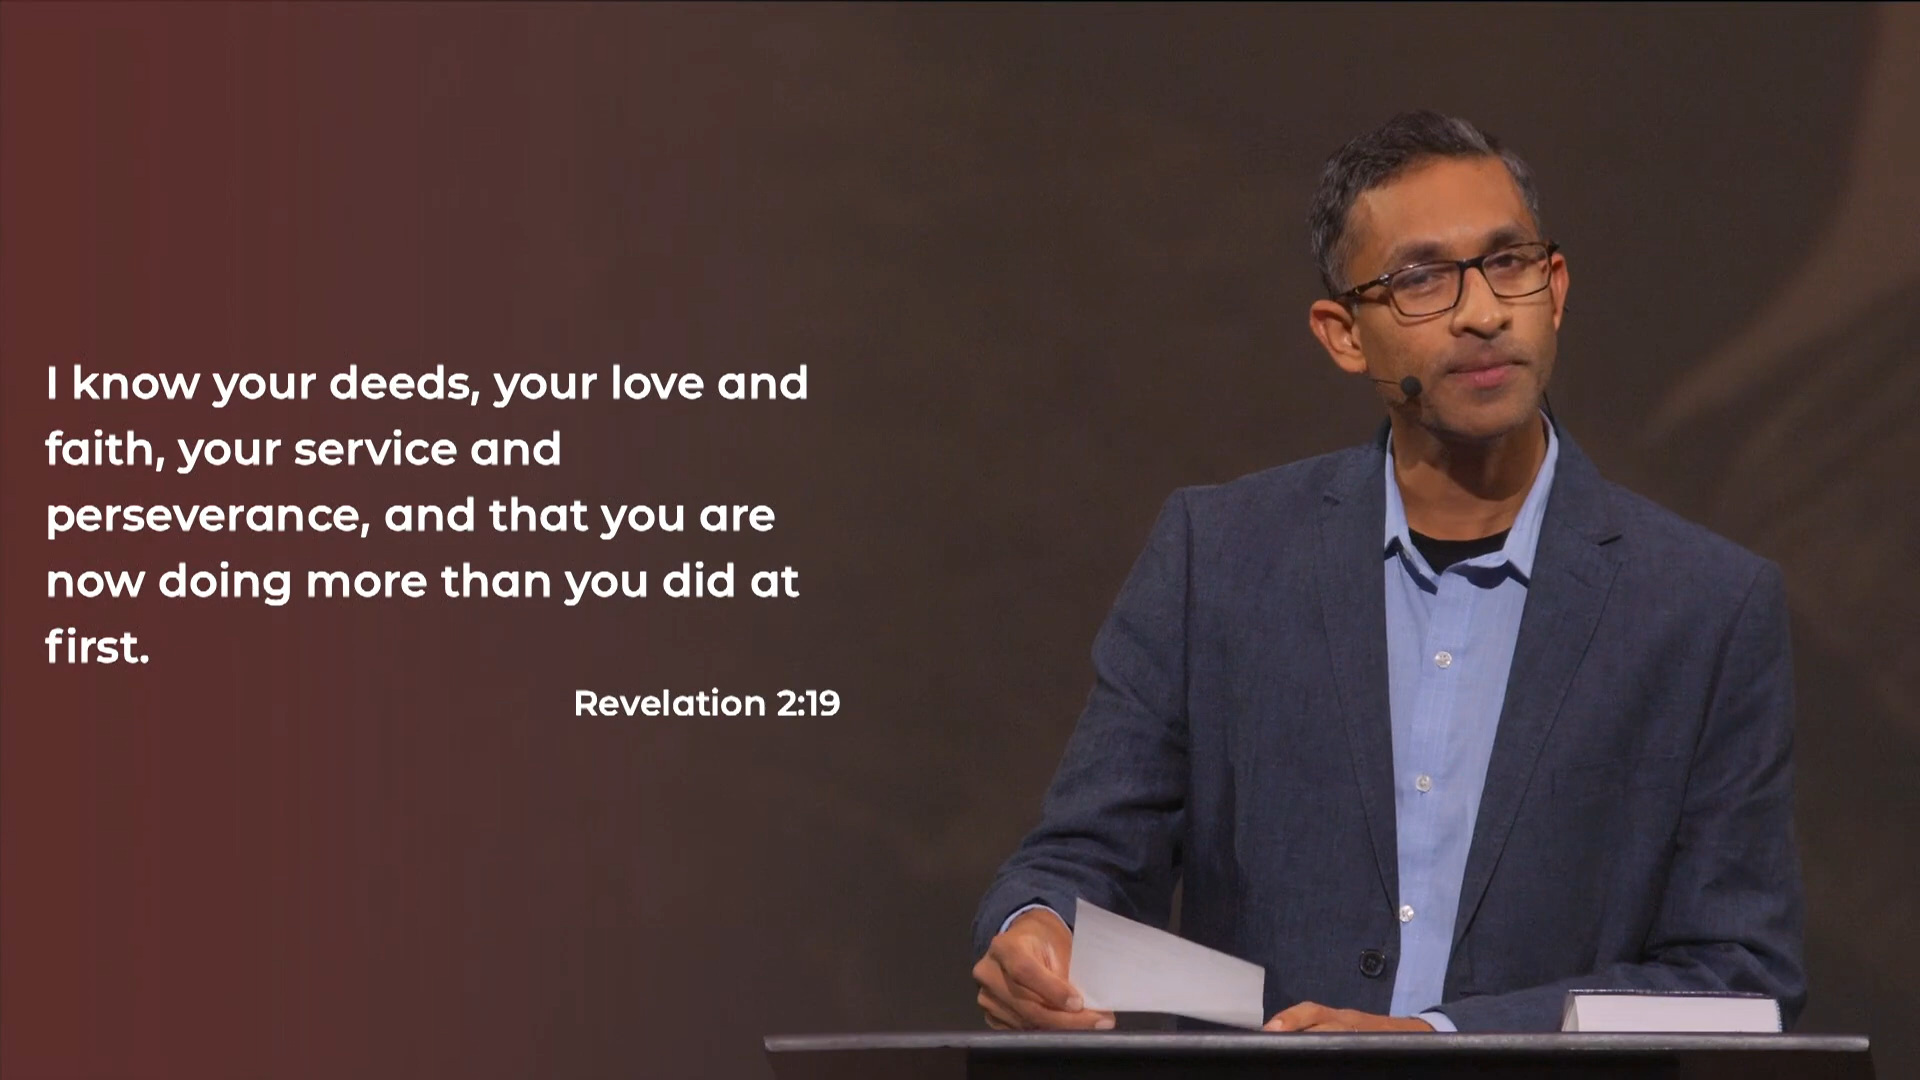 I know your deeds, your love and
faith, your service and
perseverance, and that you are
now doing more than you did at
first.
Revelation 2:19